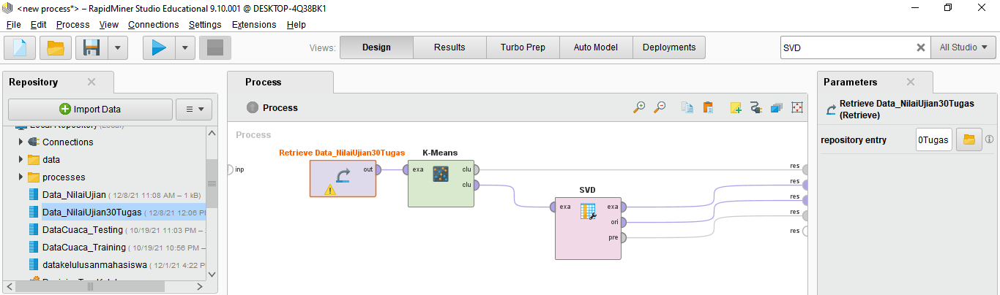 <new process*> – RapidMiner Studio Educational 9.10.001 @ DESKTOP-4Q38BK1
File Edit Process View Connections Settings Extensions Help
Views: Design Results Turbo Prep Auto Model Deployments SVD All Studio
Repository
Import Data
Connections
data
processes
Data_NilaiUjian ( 12/8/21 11:08 AM – 1 kB)
Data_NilaiUjian30Tugas ( 12/8/21 12:06 P
DataCuaca_Testing ( 10/19/21 11:03 PM –
DataCuaca_Training ( 10/19/21 10:56 PM –
datakelulusanmahasiswa ( 12/1/21 4:22 P
Process
Process
Process
inp
Retrieve Data_NilaiUjian30Tugas
out
K-Means
exa clu
clu
SVD
exa exa
ori
pre
res
res
res
res
res
Parameters
Retrieve Data_NilaiUjian30Tugas
(Retrieve)
repository entry 0Tugas